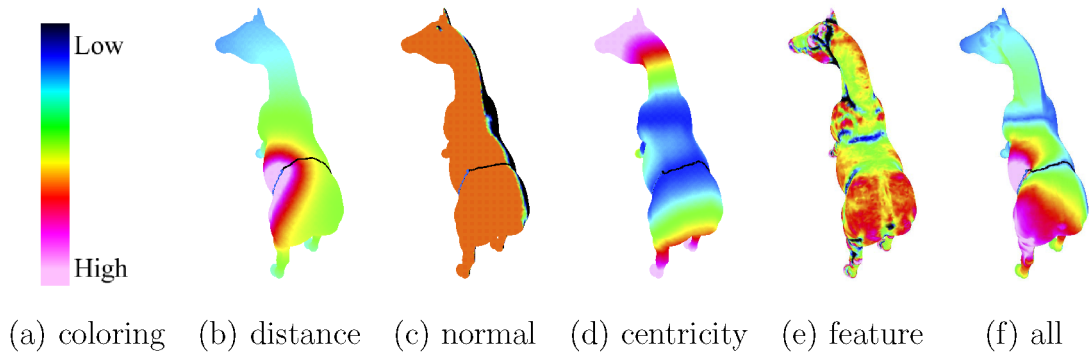 Low
High
(a) coloring (b) distance (c) normal (d) centricity (e) feature (f) all